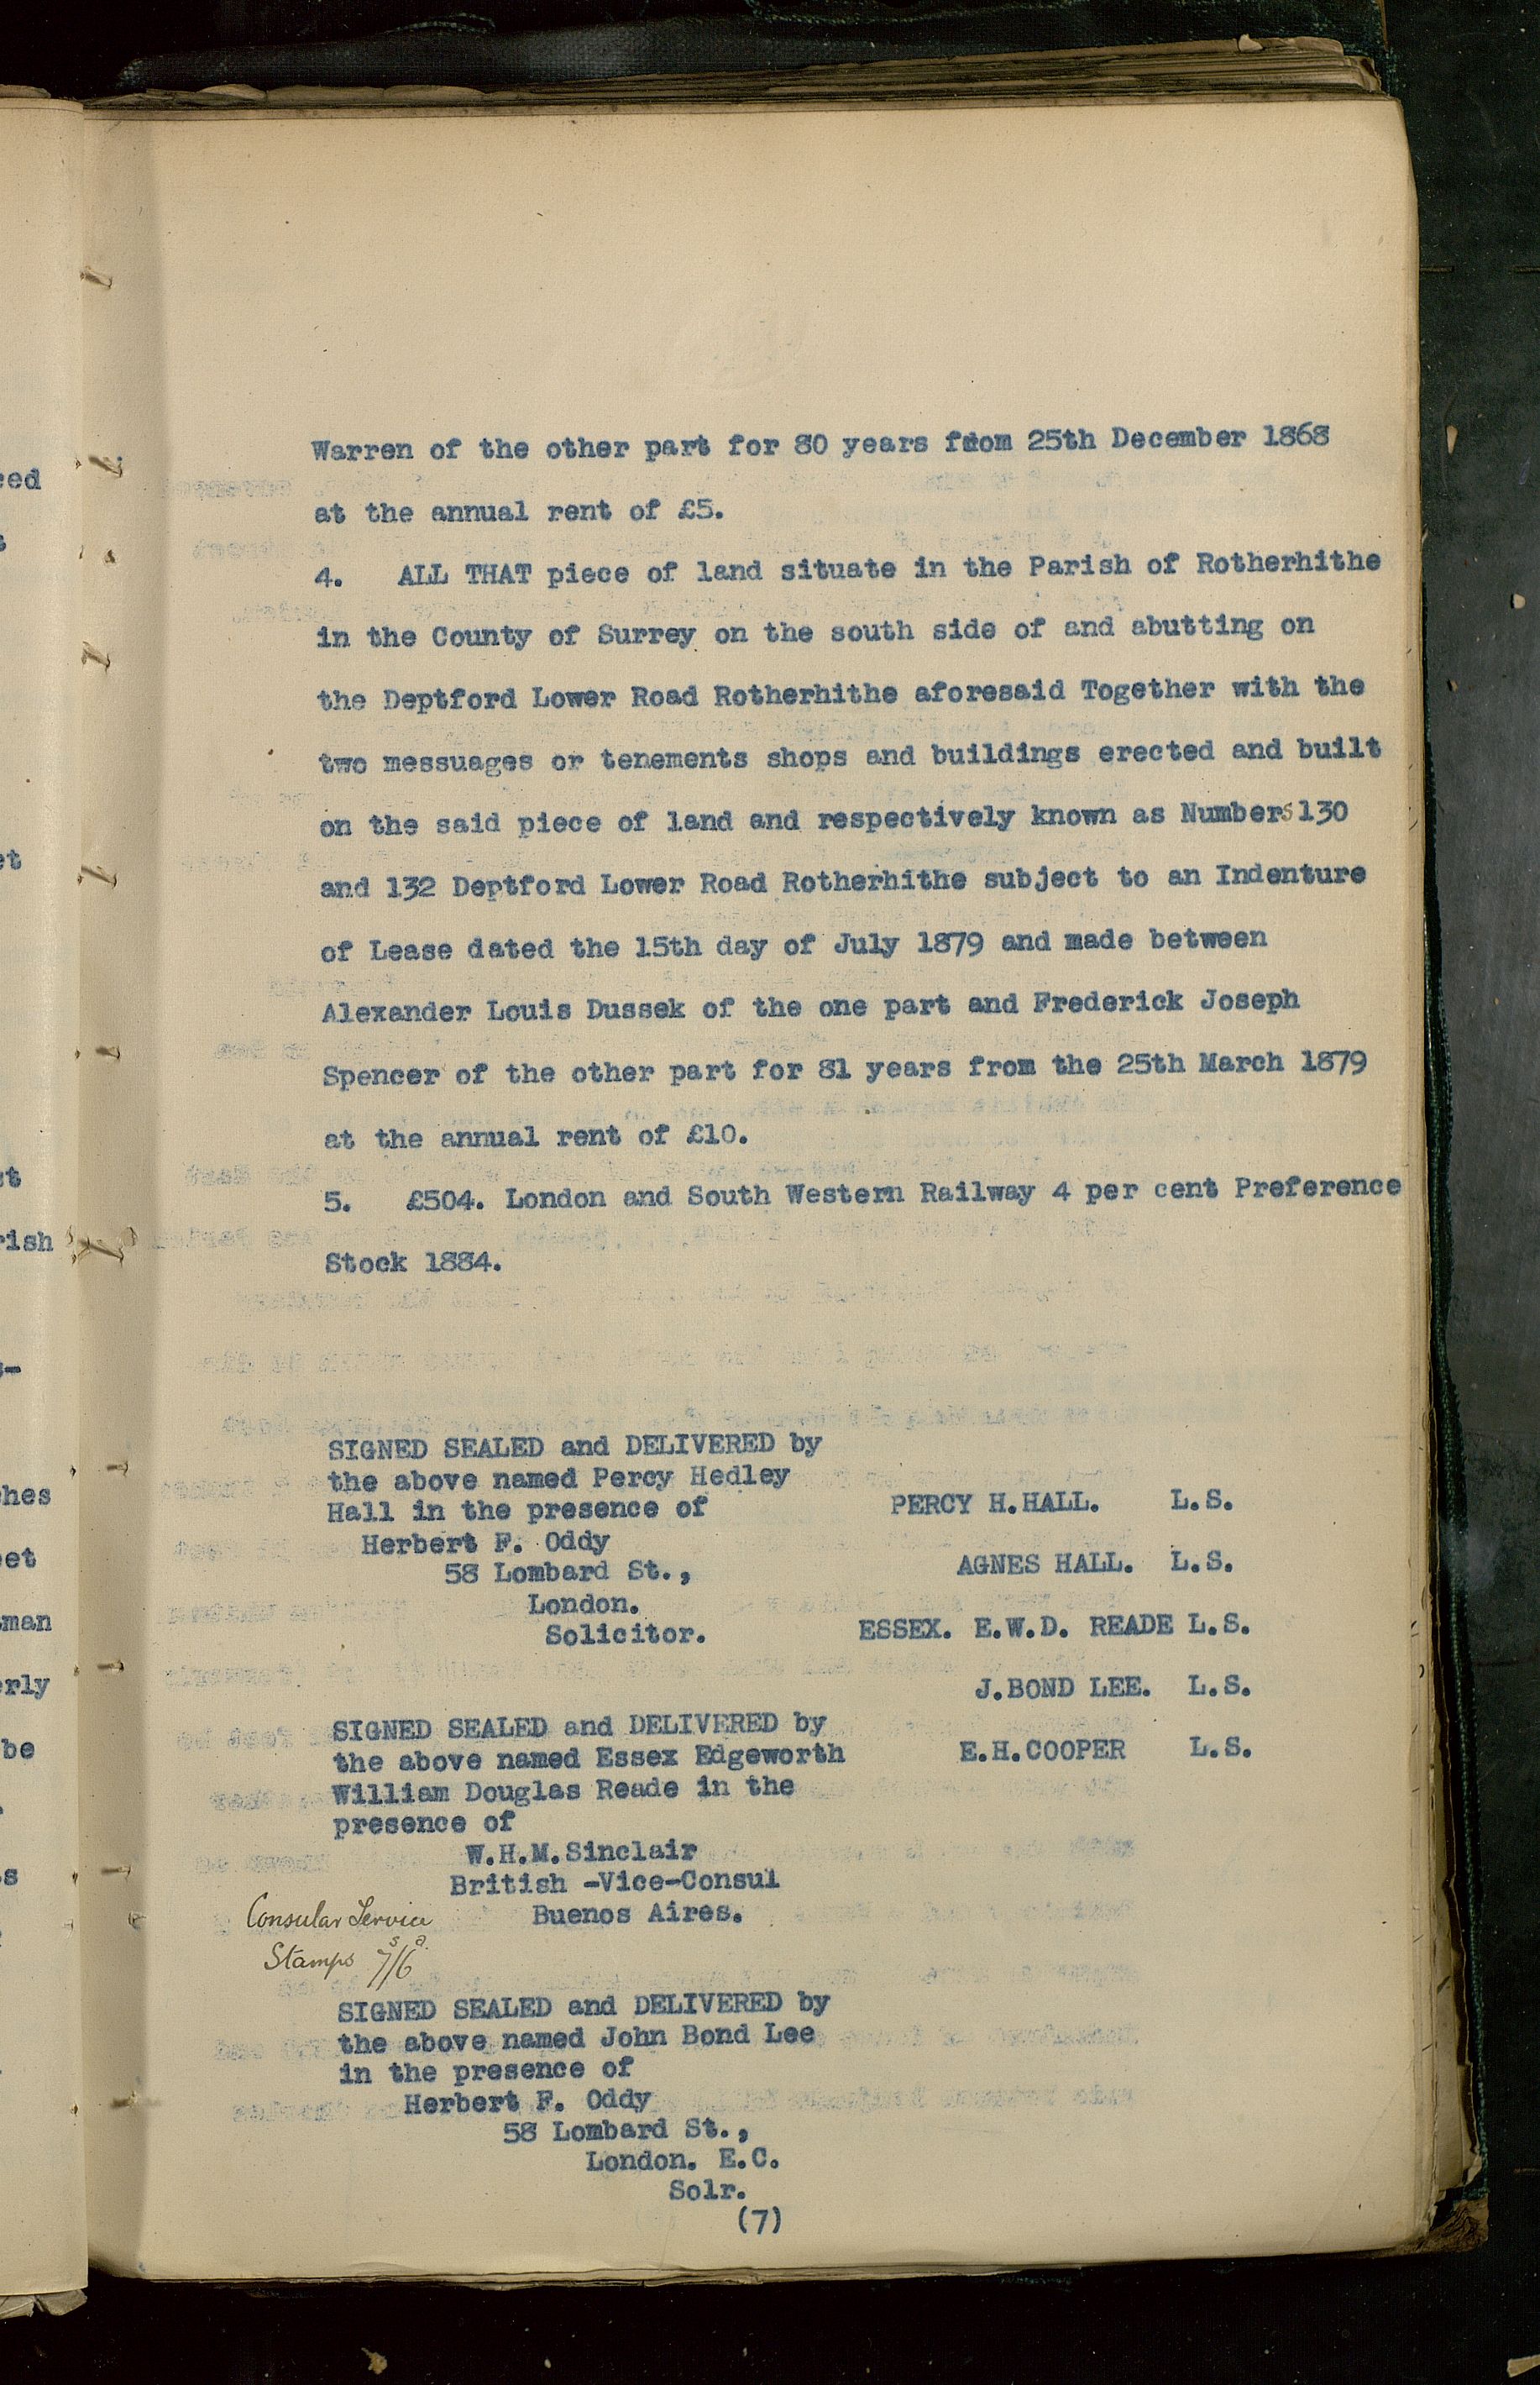 Warren of the other part for 80 years from 25th December 1868
at the annual rent of £5.
4. ALL THAT piece of land situate in the Parish of Rotherhithe
in the County of Surrey on the south side of and abutting on
the Deptford Lower Road Rotherhithe aforesaid Together with the
two messuages or tenements shops and buildings erected and built
on the said piece of land and respectively known as Numbers 130
and 132 Deptford Lower Road Rotherhithe subject to an Indenture
of Lease dated the 15th day of July 1879 and made between
Alexander Louis Dussek of the one part and Frederick Joseph
Spencer of the other part for 81 years from the 25th March 1879
at the annual rent of £10.
5. £504. London and South Western Railway 4 per cent Preference
Stock 1884.
SIGNED SEALED and DELIVERED by
the above named Percy Hedley
Hall in the presence of
Herbert F. Oddy
58 Lombard St.,
London.
Solicitor.
PERCY H.HALL. L.S.
AGNES HALL. L.S.
ESSEX. E.W.D. READE L.S.
J.BOND LEE. L.S.
E.H.COOPER L.S.
SIGNED SEALED and DELIVERED by
the above named Essex Edgeworth
William Douglas Reade in the
presence of
W.H.M.Sinclair
British -Vice-Consul
Buenos Aires.
Consular Service
Stamps 7s/6d.
SIGNED SEALED and DELIVERED by
the above named John Bond Lee
in the presence of
Herbert F. Oddy
58 Lombard St.,
London. E.C.
Solr.
(7)